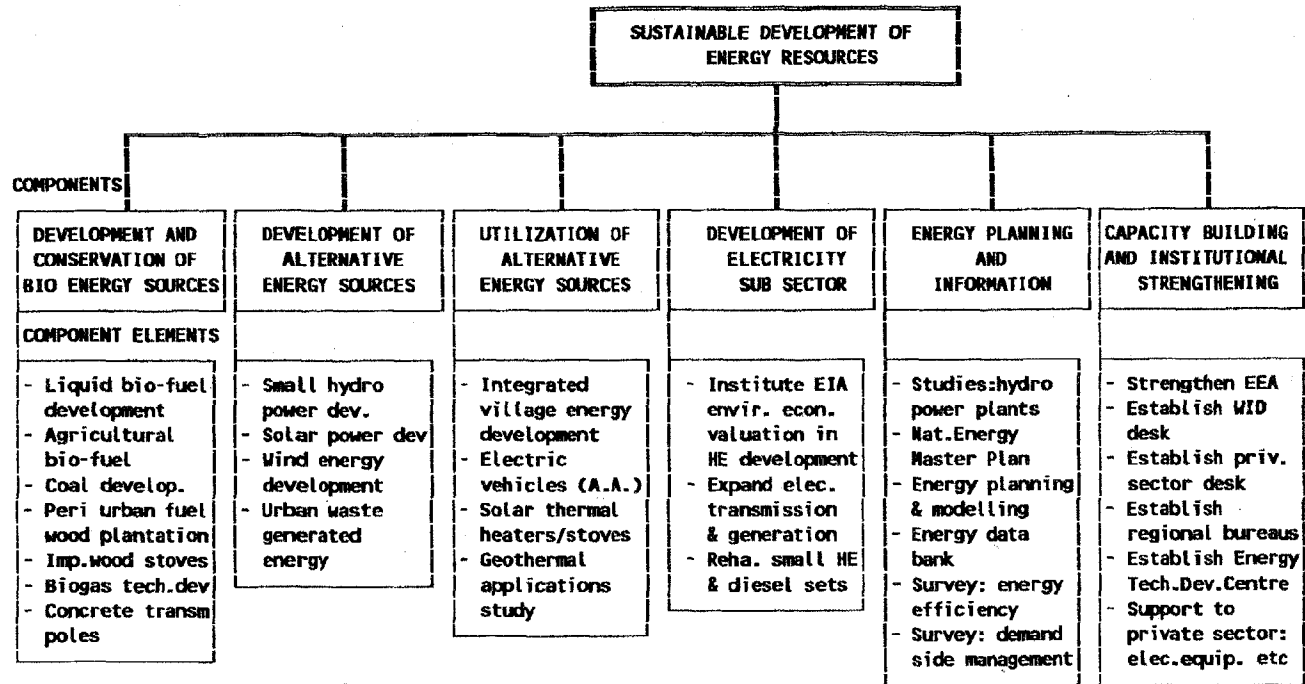 SUSTAINABLE DEVELOPMENT OF
ENERGY RESOURCES
COMPONENTS
DEVELOPMENT AND
CONSERVATION OF
BIO ENERGY SOURCES
DEVELOPMENT OF
ALTERNATIVE
ENERGY SOURCES
UTILIZATION OF
ALTERNATIVE
ENERGY SOURCES
DEVELOPMENT OF
ELECTRICITY
SUB SECTOR
ENERGY PLANNING
AND
INFORMATION
CAPACITY BUILDING
AND INSTITUTIONAL
STRENGTHENING
COMPONENT ELEMENTS
- Liquid bio-fuel
development
- Agricultural
bio-fuel
- Coal develop.
- Peri urban fuel
wood plantation
- Imp.wood stoves
- Biogas tech.dev
- Concrete transm
poles
- Small hydro
power dev.
- Solar power dev
- Wind energy
development
- Urban waste
generated
energy
- Integrated
village energy
development
- Electric
vehicles (A.A.)
- Solar thermal
heaters/stoves
- Geothermal
applications
study
- Institute EIA
envir. econ.
valuation in
HE development
- Expand elec.
transmission
& generation
- Reha. small HE
& diesel sets
- Studies:hydro
power plants
- Nat.Energy
Master Plan
- Energy planning
& modelling
- Energy data
bank
- Survey: energy
efficiency
- Survey: demand
side management
- Strengthen EEA
- Establish WID
desk
- Establish priv.
sector desk
- Establish
regional bureaus
- Establish Energy
Tech.Dev.Centre
- Support to
private sector:
elec.equip. etc